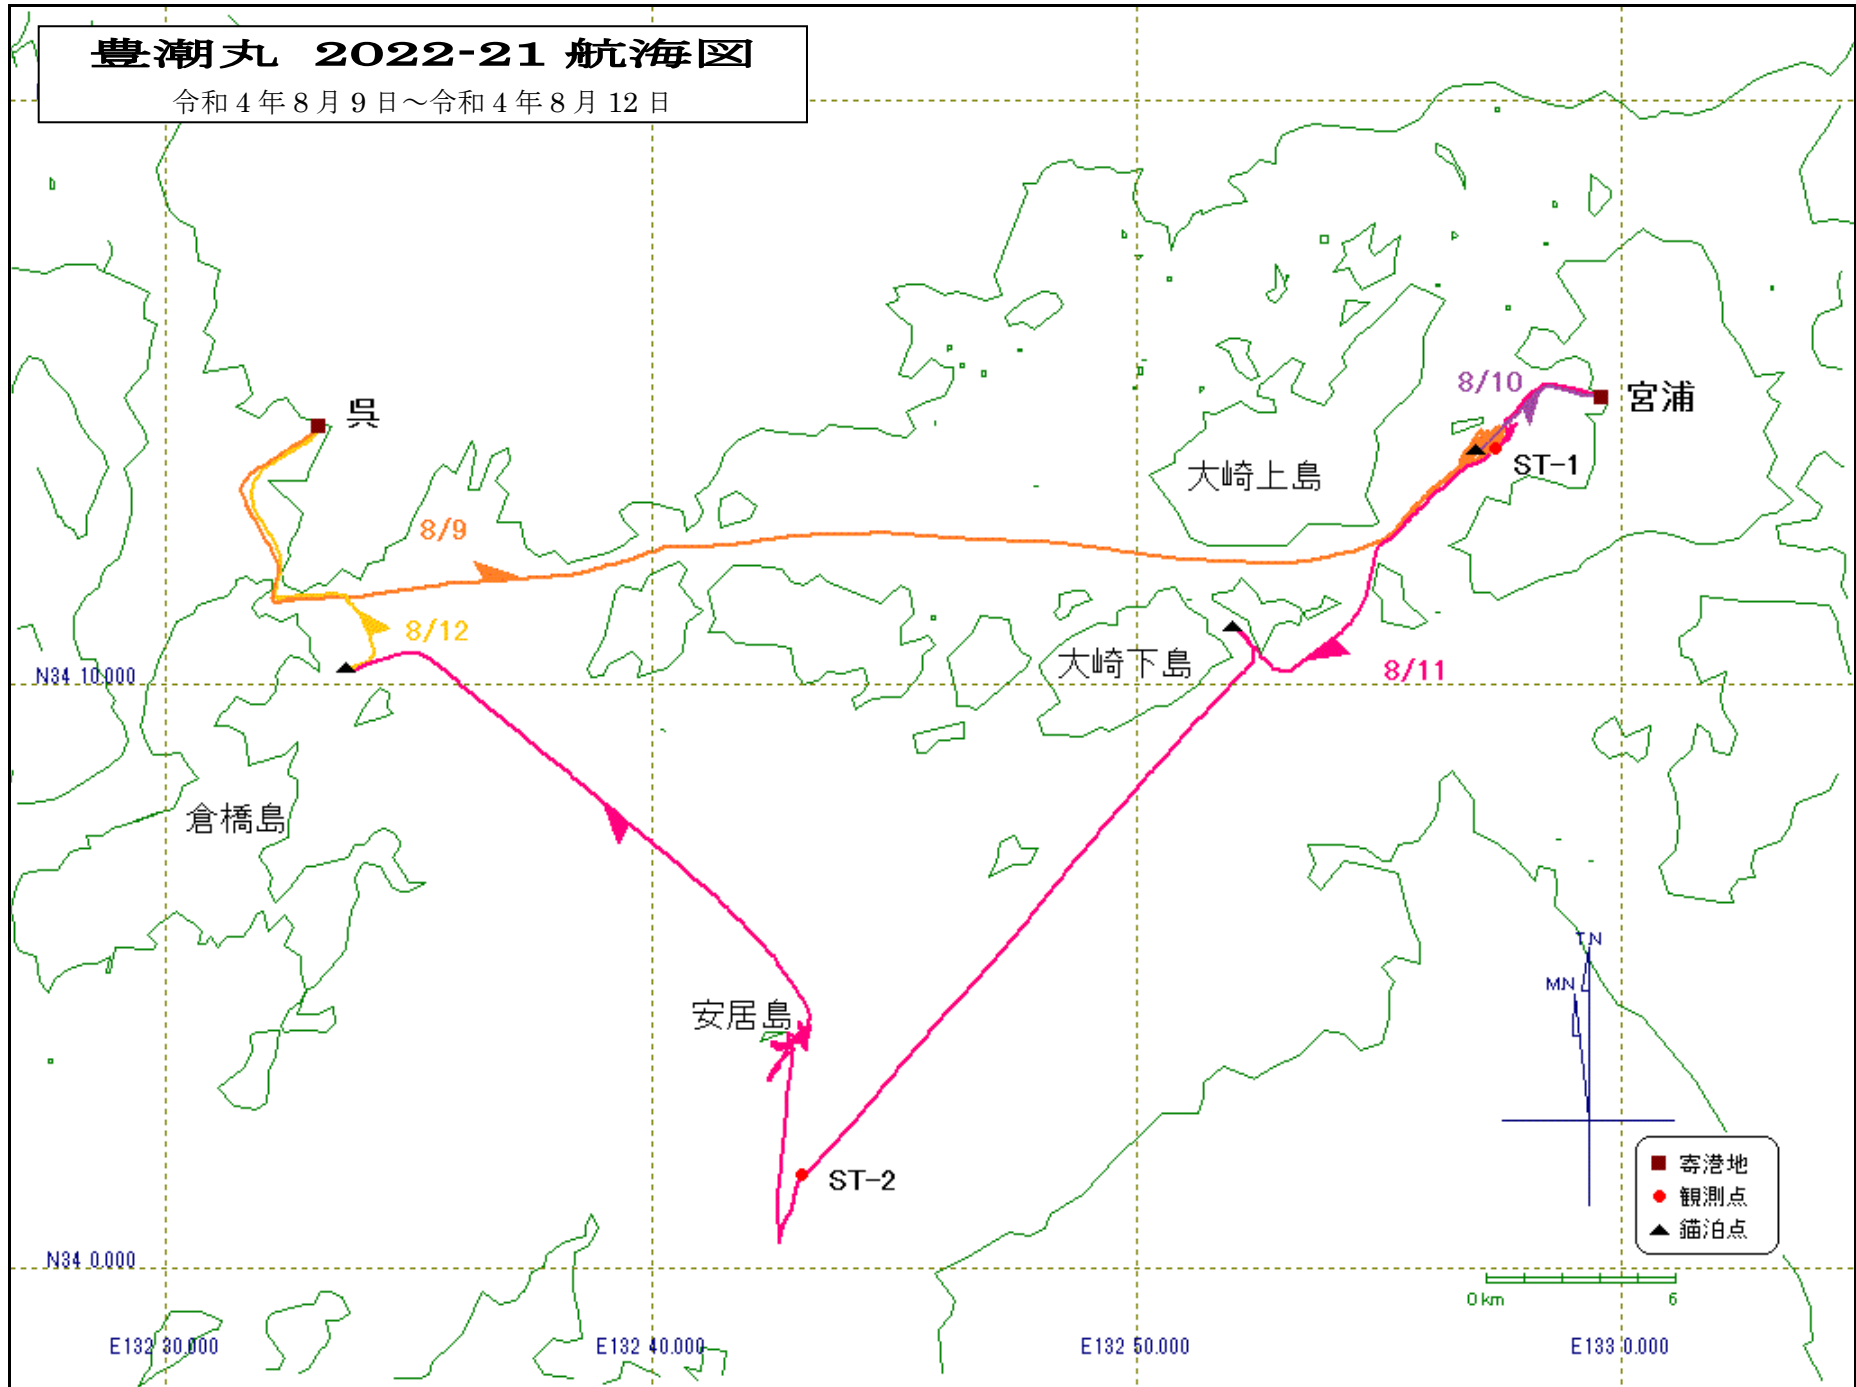 豊潮丸 2022-21 航海図
令和4年8月9日～令和4年8月12日
8/10
宮浦
呉
大崎上島
ST-1
8/9
8/12
大崎下島
8/11
N34 10.000
倉橋島
T.N
M.N
安居島
ST-2
寄港地
観測点
錨泊点
N34 0.000
0 km 6
E132 30.000 E132 40.000 E132 50.000 E133 0.000